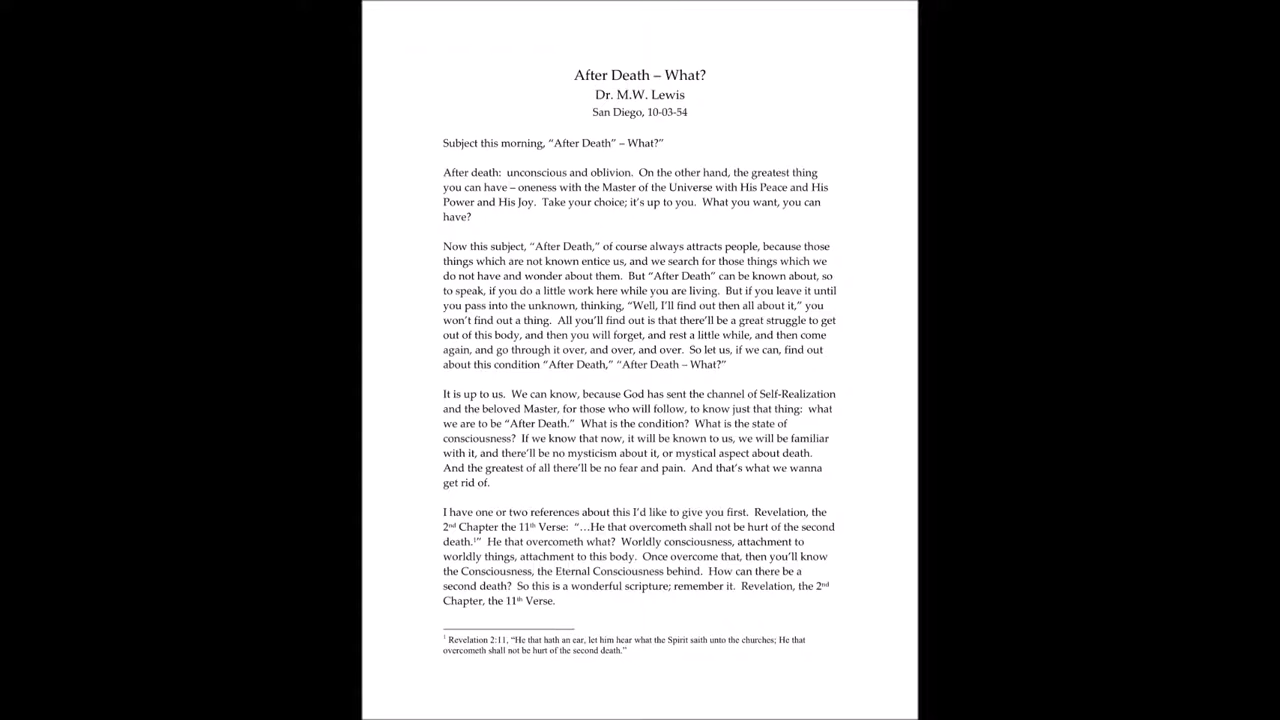 After Death – What?
Dr. M.W. Lewis
San Diego, 10-03-54
Subject this morning, “After Death” – What?”
After death:  unconscious and oblivion.  On the other hand, the greatest thing
you can have – oneness with the Master of the Universe with His Peace and His
Power and His Joy.  Take your choice; it’s up to you.  What you want, you can
have?
Now this subject, “After Death,” of course always attracts people, because those
things which are not known entice us, and we search for those things which we
do not have and wonder about them.  But “After Death” can be known about, so
to speak, if you do a little work here while you are living.  But if you leave it until
you pass into the unknown, thinking, “Well, I’ll find out then all about it,” you
won’t find out a thing.  All you’ll find out is that there’ll be a great struggle to get
out of this body, and then you will forget, and rest a little while, and then come
again, and go through it over, and over, and over.  So let us, if we can, find out
about this condition “After Death,” “After Death – What?”
It is up to us.  We can know, because God has sent the channel of Self-Realization
and the beloved Master, for those who will follow, to know just that thing:  what
we are to be “After Death.”  What is the condition?  What is the state of
consciousness?  If we know that now, it will be known to us, we will be familiar
with it, and there’ll be no mysticism about it, or mystical aspect about death.
And the greatest of all there’ll be no fear and pain.  And that’s what we wanna
get rid of.
I have one or two references about this I’d like to give you first.  Revelation, the
2nd Chapter the 11th Verse:  “…He that overcometh shall not be hurt of the second
death.1”  He that overcometh what?  Worldly consciousness, attachment to
worldly things, attachment to this body.  Once overcome that, then you’ll know
the Consciousness, the Eternal Consciousness behind.  How can there be a
second death?  So this is a wonderful scripture; remember it.  Revelation, the 2nd
Chapter, the 11th Verse.
1 Revelation 2:11, “He that hath an ear, let him hear what the Spirit saith unto the churches; He that
overcometh shall not be hurt of the second death.”